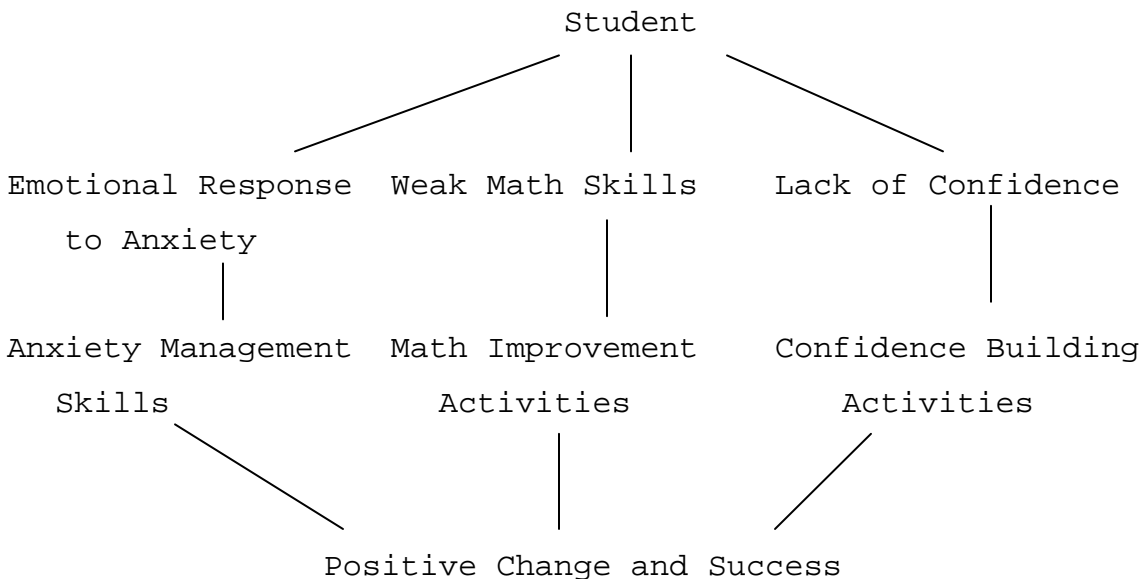 Student
Emotional Response Weak Math Skills Lack of Confidence
to Anxiety
Anxiety Management Math Improvement Confidence Building
Skills Activities Activities
Positive Change and Success